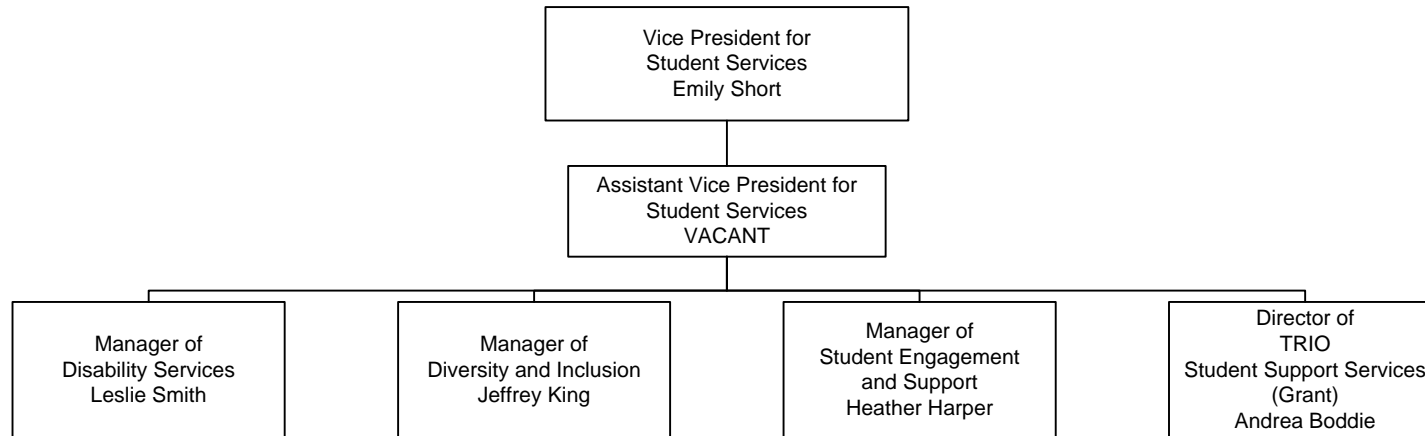 Vice President for
Student Services
Emily Short
Assistant Vice President for
Student Services
VACANT
Manager of
Disability Services
Leslie Smith
Manager of
Diversity and Inclusion
Jeffrey King
Manager of
Student Engagement
and Support
Heather Harper
Director of
TRIO
Student Support Services
(Grant)
Andrea Boddie